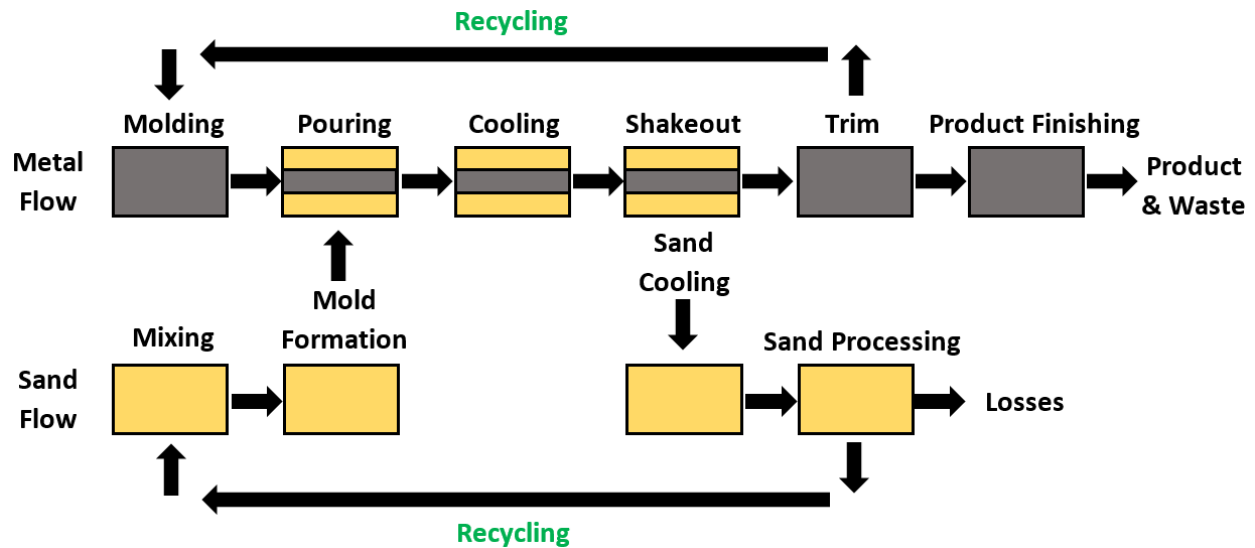 Recycling
Molding
Pouring
Cooling
Shakeout
Trim
Product Finishing
Metal
Flow
Product
& Waste
Sand
Cooling
Mold
Formation
Mixing
Sand Processing
Sand
Flow
Losses
Recycling